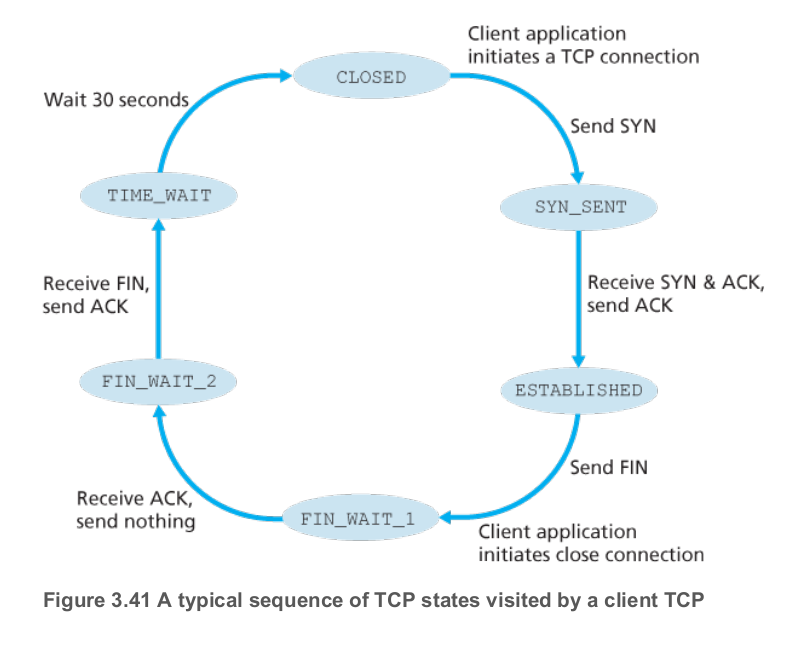 CLOSED
Client application
initiates a TCP connection
Send SYN
SYN_SENT
Receive SYN & ACK,
send ACK
ESTABLISHED
Send FIN
Client application
initiates close connection
FIN_WAIT_1
Receive ACK,
send nothing
FIN_WAIT_2
Receive FIN,
send ACK
TIME_WAIT
Wait 30 seconds
Figure 3.41 A typical sequence of TCP states visited by a client TCP